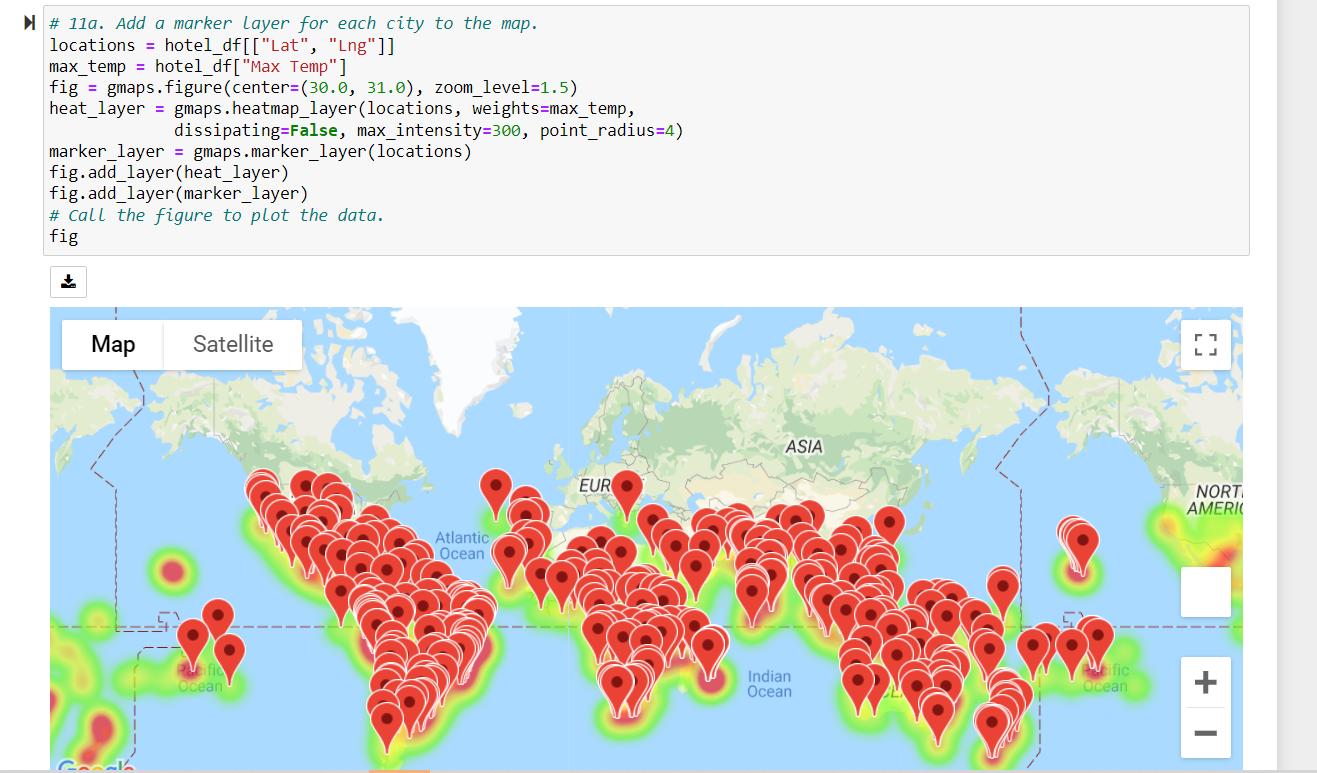 # 11a. Add a marker layer for each city to the map.
locations = hotel_df[["Lat", "Lng"]]
max_temp = hotel_df["Max Temp"]
fig = gmaps.figure(center=(30.0, 31.0), zoom_level=1.5)
heat_layer = gmaps.heatmap_layer(locations, weights=max_temp,
dissipating=False, max_intensity=300, point_radius=4)
marker_layer = gmaps.marker_layer(locations)
fig.add_layer(heat_layer)
fig.add_layer(marker_layer)
# Call the figure to plot the data.
fig
Map Satellite
ASIA
EUR
NORT
AMERIC
Atlantic
Ocean
Pacific
Ocean
Indian
Ocean
Pacific
Ocean
Google